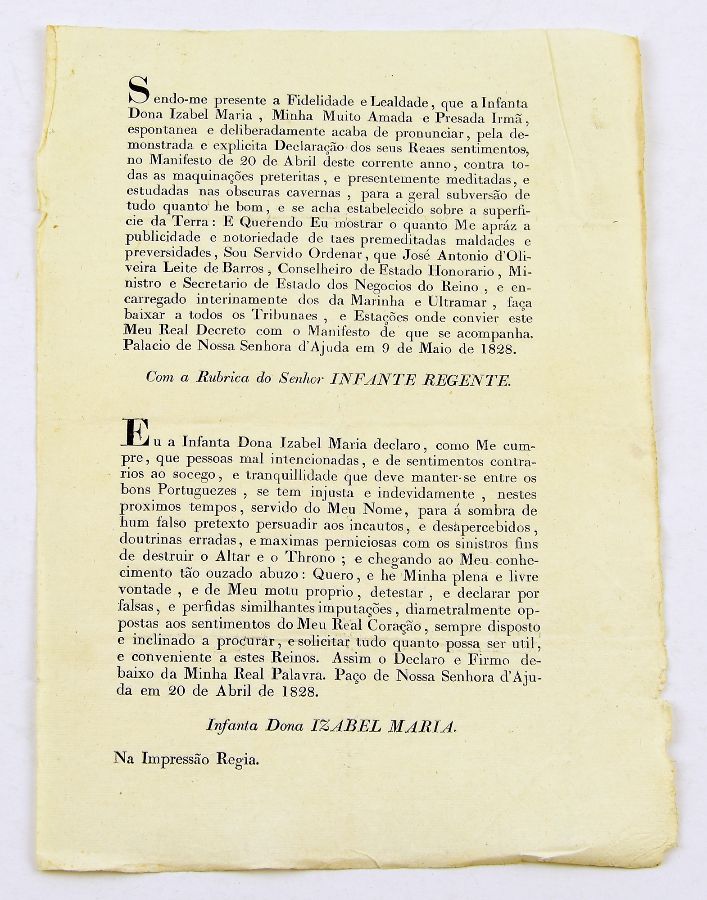 Sendo-me presente a Fidelidade e Lealdade, que a Infanta
Dona Izabel Maria, Minha Muito Amada e Presada Irmã,
espontanea e deliberadamente acaba de pronunciar, pela de-
monstrada e explicita Declaração dos seus Reaes sentimentos,
no Manifesto de 20 de Abril deste corrente anno, contra to-
das as maquinações preteritas, e presentemente meditadas, e
estudadas nas obscuras cavernas, para a geral subversão de
tudo quanto he bom, e se acha estabelecido sobre a superfi-
cie da Terra: E Querendo Eu mostrar o quanto Me apráz a
publicidade e notoriedade de taes premeditadas maldades e
preversidades, Sou Servido Ordenar, que José Antonio d'Oli-
veira Leite de Barros, Conselheiro de Estado Honorario, Mi-
nistro e Secretario de Estado dos Negocios do Reino, e en-
carregado interinamente dos da Marinha e Ultramar, faça
baixar a todos os Tribunaes, e Estações onde convier este
Meu Real Decreto com o Manifesto de que se acompanha.
Palacio de Nossa Senhora d'Ajuda em 9 de Maio de 1828.
Com a Rubrica do Senhor INFANTE REGENTE.
Eu a Infanta Dona Izabel Maria declaro, como Me cum-
pre, que pessoas mal intencionadas, e de sentimentos contra-
rios ao socego, e tranquillidade que deve manter-se entre os
bons Portuguezes, se tem injusta e indevidamente, nestes
proximos tempos, servido do Meu Nome, para á sombra de
hum falso pretexto persuadir aos incautos, e desapercebidos,
doutrinas erradas, e maximas perniciosas com os sinistros fins
de destruir o Altar e o Throno; e chegando ao Meu conhe-
cimento tão ouzado abuzo: Quero, e he Minha plena e livre
vontade, e de Meu motu proprio, detestar, e declarar por
falsas, e perfidas similhantes imputações, diametralmente op-
postas aos sentimentos do Meu Real Coração, sempre disposto
e inclinado a procurar, e solicitar tudo quanto possa ser util,
e conveniente a estes Reinos. Assim o Declaro e Firmo de-
baixo da Minha Real Palavra. Paço de Nossa Senhora d'Aju-
da em 20 de Abril de 1828.
Infanta Dona IZABEL MARIA.
Na Impressão Regia.